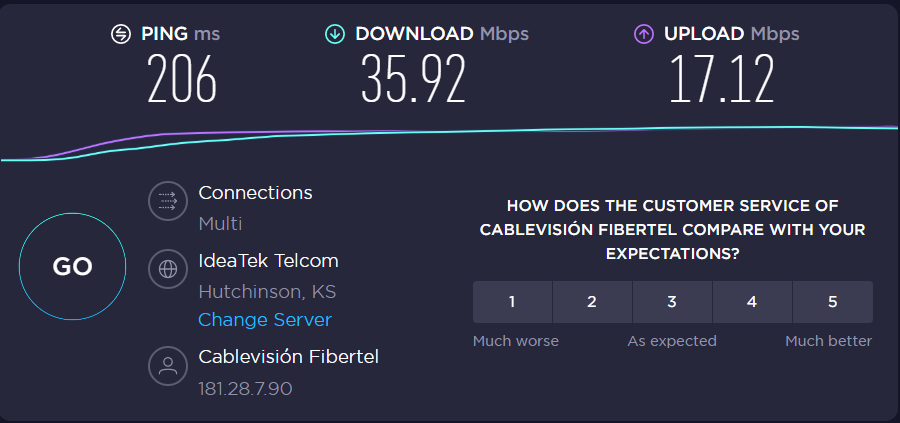 PING ms
206
DOWNLOAD Mbps
35.92
UPLOAD Mbps
17.12
GO
Connections
Multi
IdeaTek Telcom
Hutchinson, KS
Change Server
Cablevisión Fibertel
181.28.7.90
HOW DOES THE CUSTOMER SERVICE OF
CABLEVISIÓN FIBERTEL COMPARE WITH YOUR
EXPECTATIONS?
1 2 3 4 5
Much worse As expected Much better